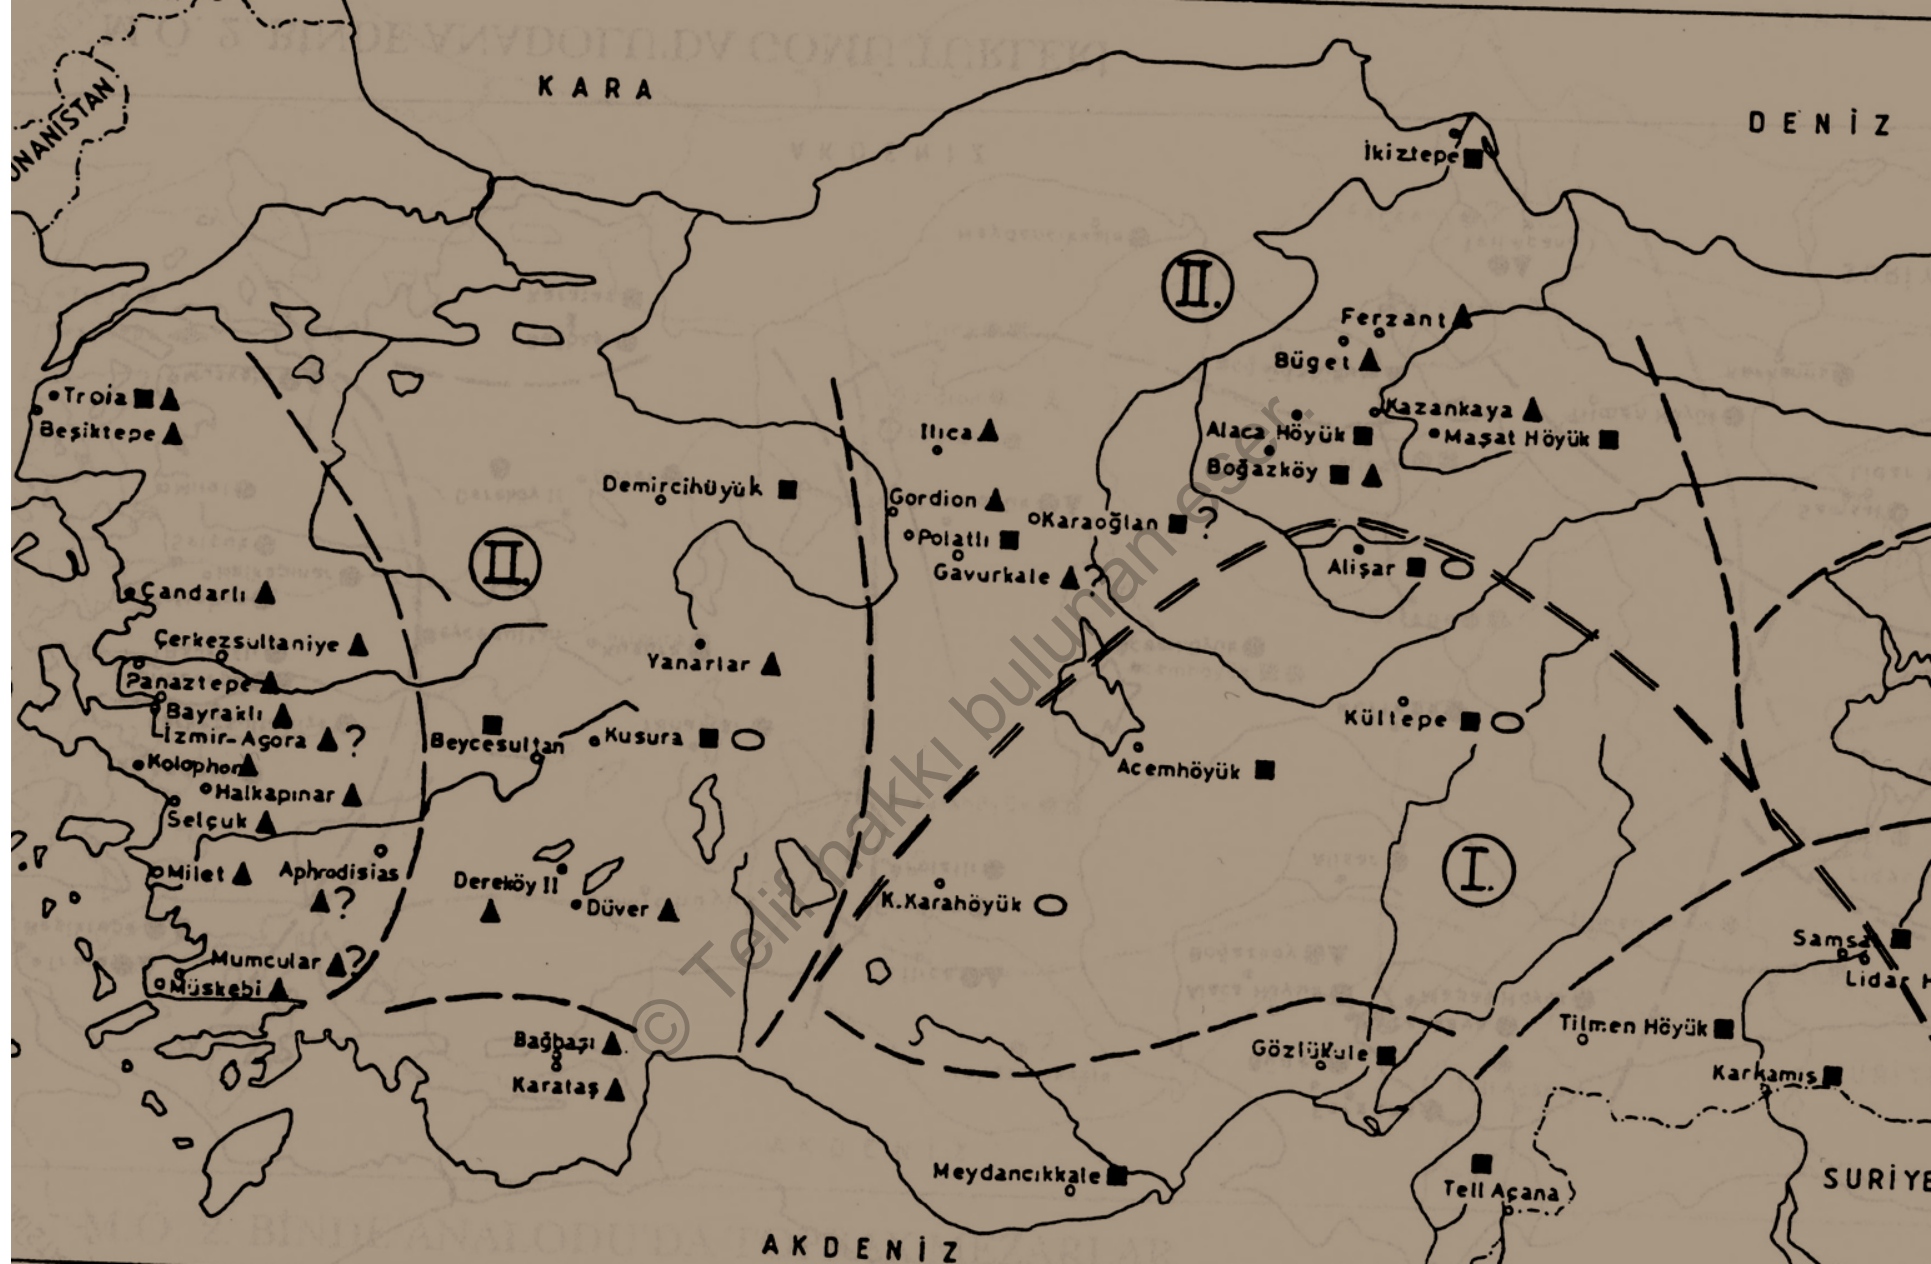 KARA
DENİZ
UNANİSTAN
İkiztepe
II.
Ferzant
Büget
Troia
Beşiktepe
Ilıca
Kazankaya
Alaca Höyük
Maşat Höyük
Boğazköy
Demircihüyük
Gordion
Karaoğlan ?
Polatlı
Gavurkale ?
Alişar
II.
Çandarlı
Çerkezsultaniye
Yanarlar
Panaztepe
Bayraklı
İzmir-Agora ?
Beycesultan
Kusura
Kültepe
Kolophon
Acemhöyük
Halkapınar
Selçuk
Milet
Aphrodisias
?
Dereköy II
Düver
K.Karahöyük
I.
Samsa
Lidar H
Mumcular ?
Müskebi
Bağbaşı
Karataş
Gözlükule
Tilmen Höyük
Karkamış
Meydancıkkale
Tell Açana
SURİYE
AKDENİZ
© Telif hakkı bulunan eser.